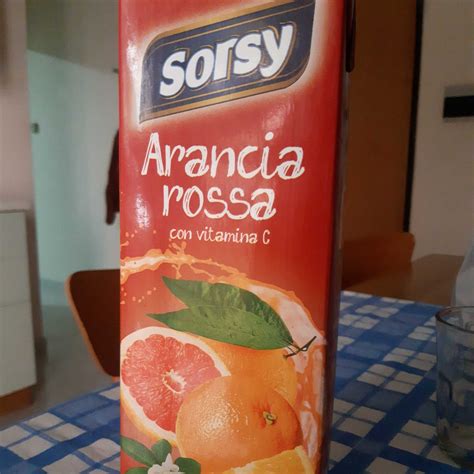 Sorsy
Arancia
rossa
con vitamina C